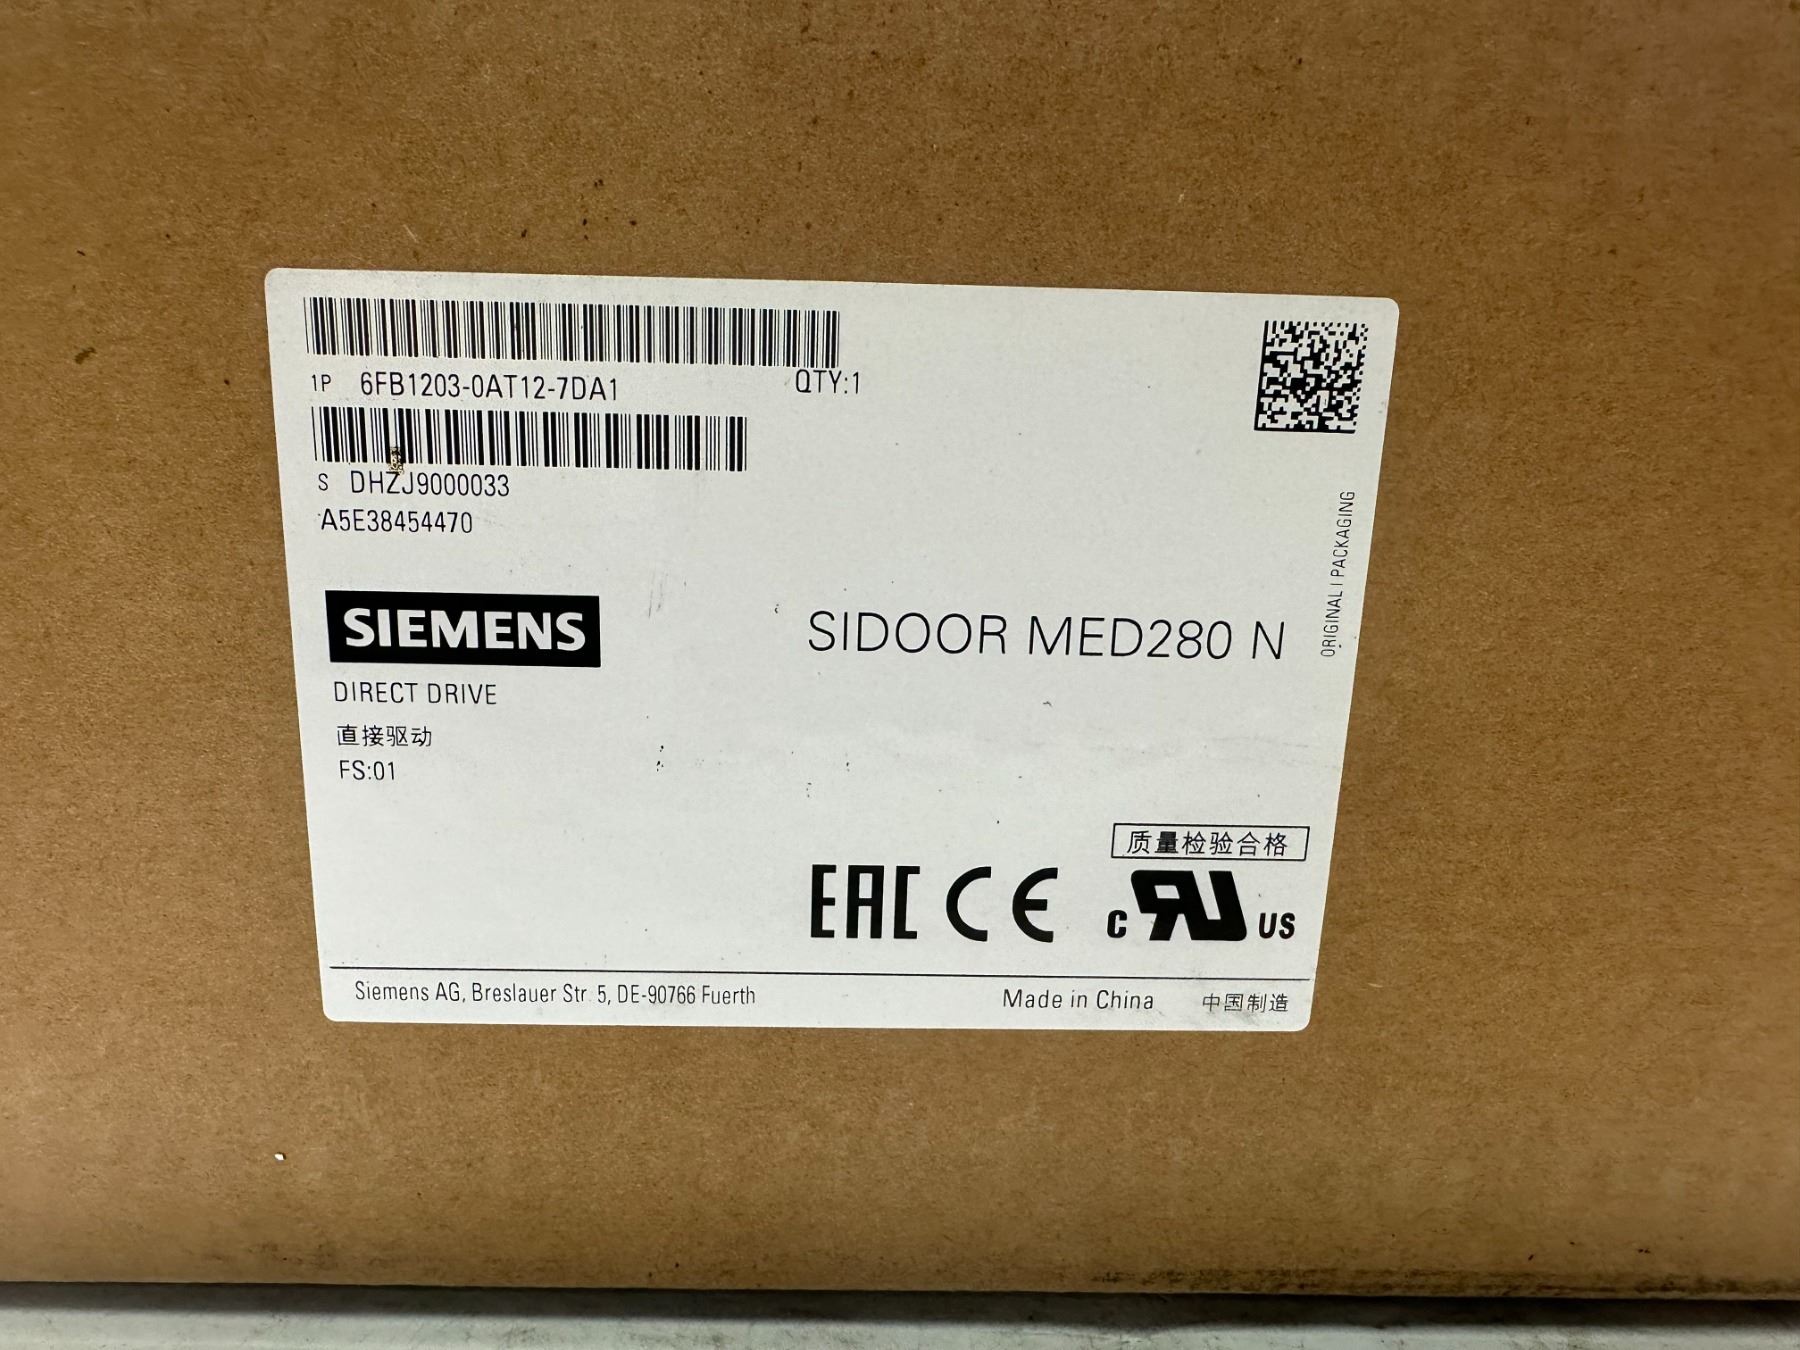 1P 6FB1203-0AT12-7DA1 QTY:1
S DHZJ9000033
A5E38454470
ORIGINAL I PACKAGING
SIEMENS
SIDOOR MED280 N
DIRECT DRIVE
直接驱动
FS:01
质量检验合格
EAC CE c RU US
Siemens AG, Breslauer Str. 5, DE-90766 Fuerth Made in China 中国制造